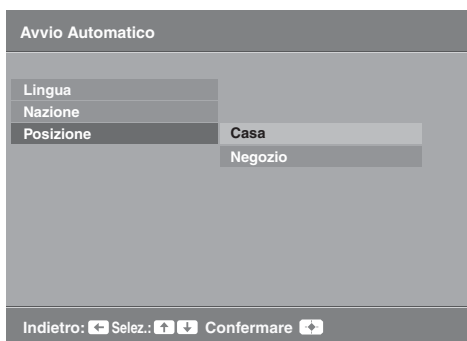 Avvio Automatico
Lingua
Nazione
Posizione Casa
Negozio
Indietro: Selez.: Confermare